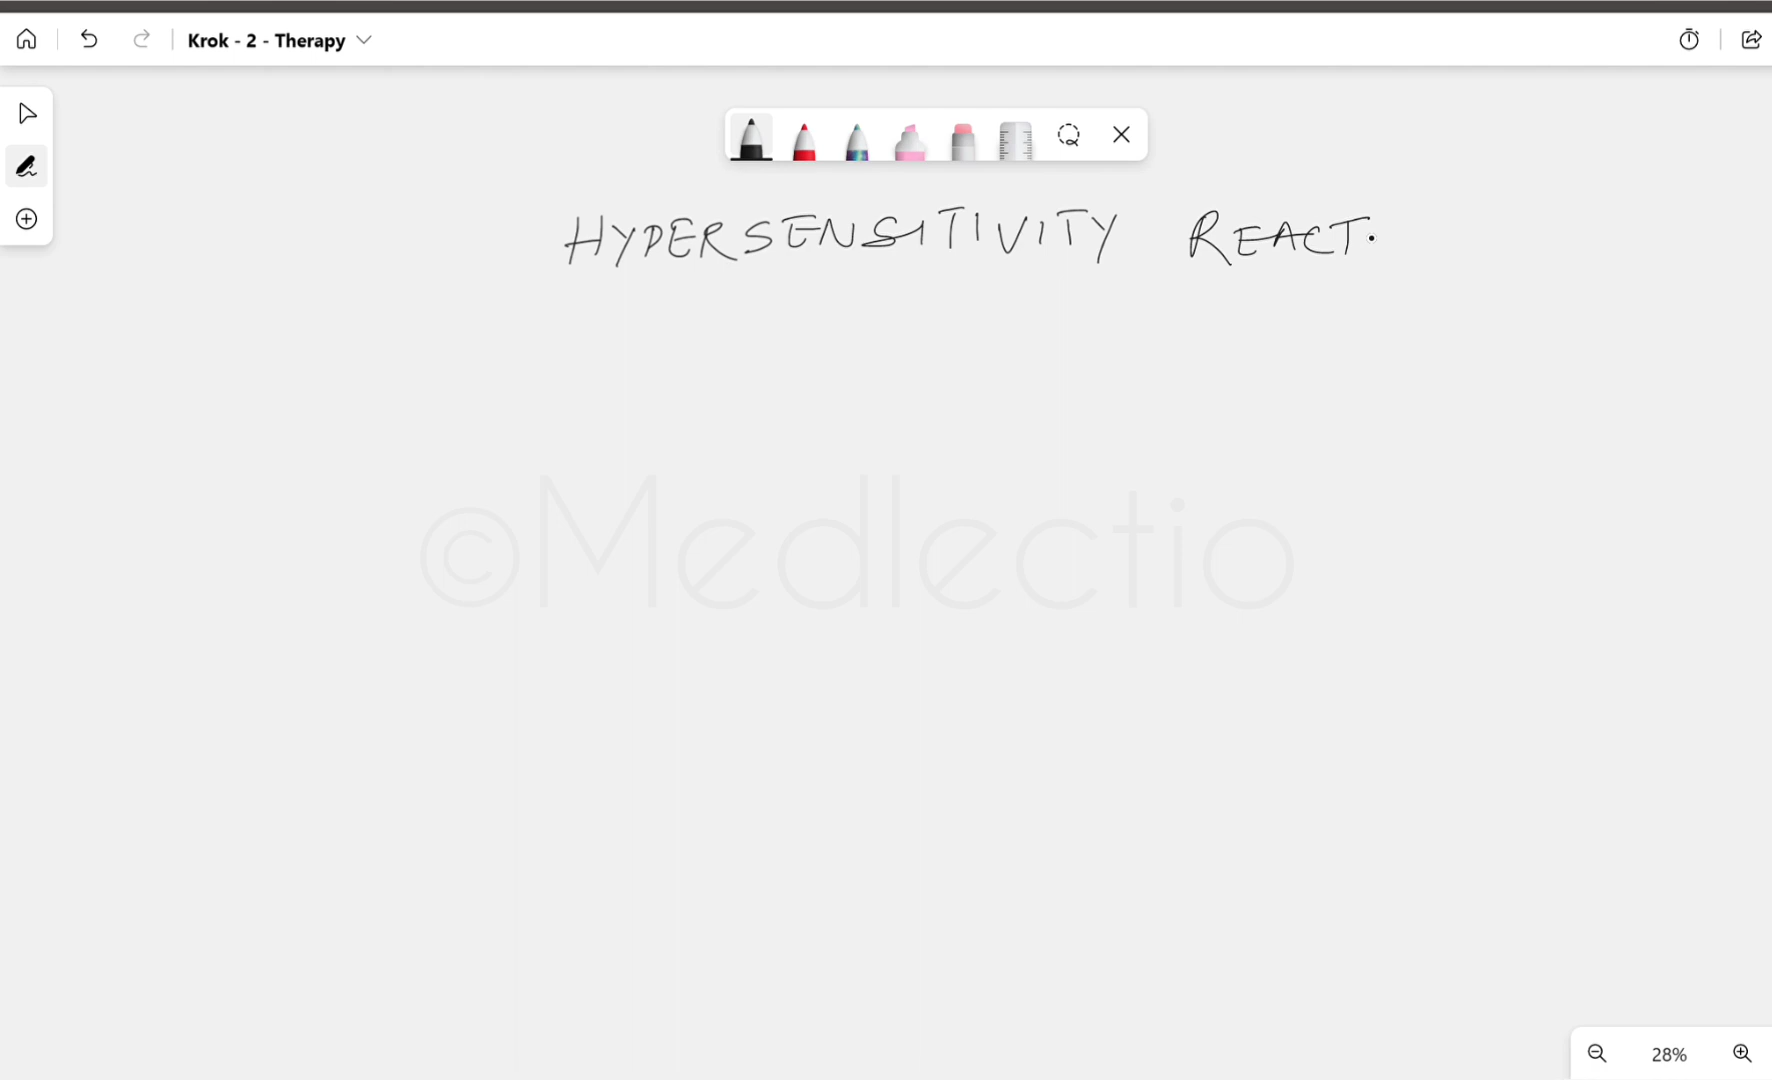 Krok - 2 - Therapy
HYPERSENSITIVITY REACT
©Medlectio
28%